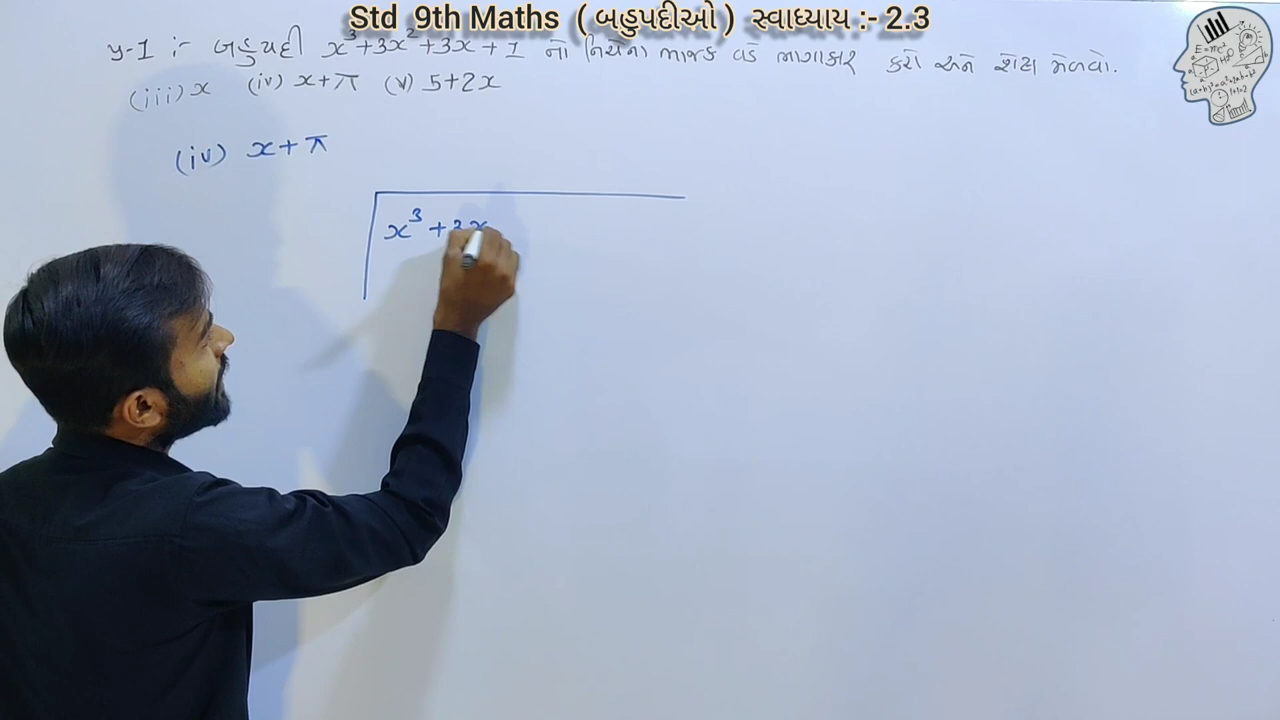 Std 9th Maths ( બહુપદીઓ ) સ્વાધ્યાય :- 2.3
પ્ર-1 :- બહુપદી x³+3x²+3x+1 નો નિચેના ભાજક વડે ભાગાકાર કરો અને શેષ મેળવો.
(iii) x (iv) x+π (v) 5+2x
(iv) x+π
x³ +3x